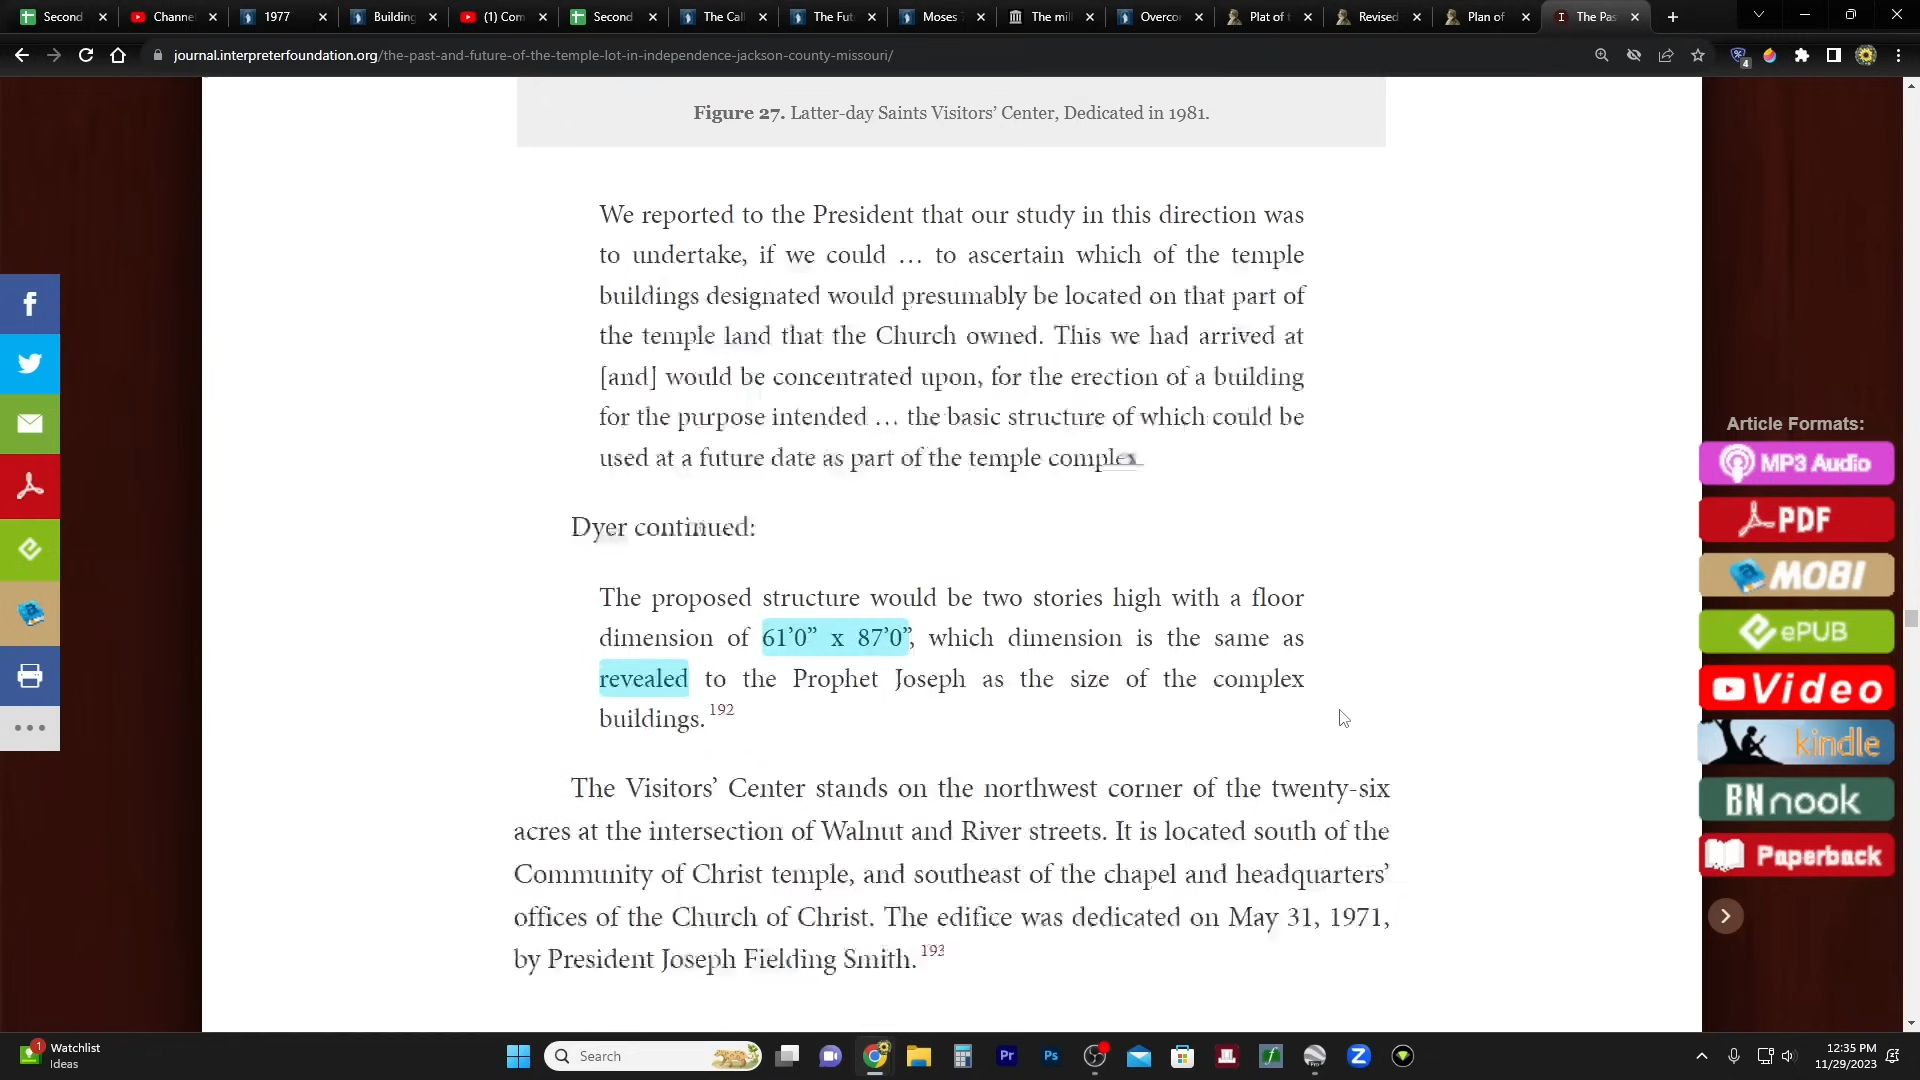 Second
Channel
1977
Building
(1) Com
Second
The Cal
The Fut
Moses 7
The mill
Overco
Plat of t
Revised
Plan of
The Pas
journal.interpreterfoundation.org/the-past-and-future-of-the-temple-lot-in-independence-jackson-county-missouri/
4
Figure 27. Latter-day Saints Visitors’ Center, Dedicated in 1981.
We reported to the President that our study in this direction was
to undertake, if we could … to ascertain which of the temple
buildings designated would presumably be located on that part of
the temple land that the Church owned. This we had arrived at
[and] would be concentrated upon, for the erection of a building
for the purpose intended … the basic structure of which could be
used at a future date as part of the temple complex
Dyer continued:
The proposed structure would be two stories high with a floor
dimension of 61’0” x 87’0”, which dimension is the same as
revealed to the Prophet Joseph as the size of the complex
buildings. 192
The Visitors’ Center stands on the northwest corner of the twenty-six
acres at the intersection of Walnut and River streets. It is located south of the
Community of Christ temple, and southeast of the chapel and headquarters’
offices of the Church of Christ. The edifice was dedicated on May 31, 1971,
by President Joseph Fielding Smith. 193
Article Formats:
MP3 Audio
PDF
MOBI
ePUB
Video
kindle
BN nook
Paperback
1
Watchlist
Ideas
Search
Pr
Ps
Z
12:35 PM
11/29/2023